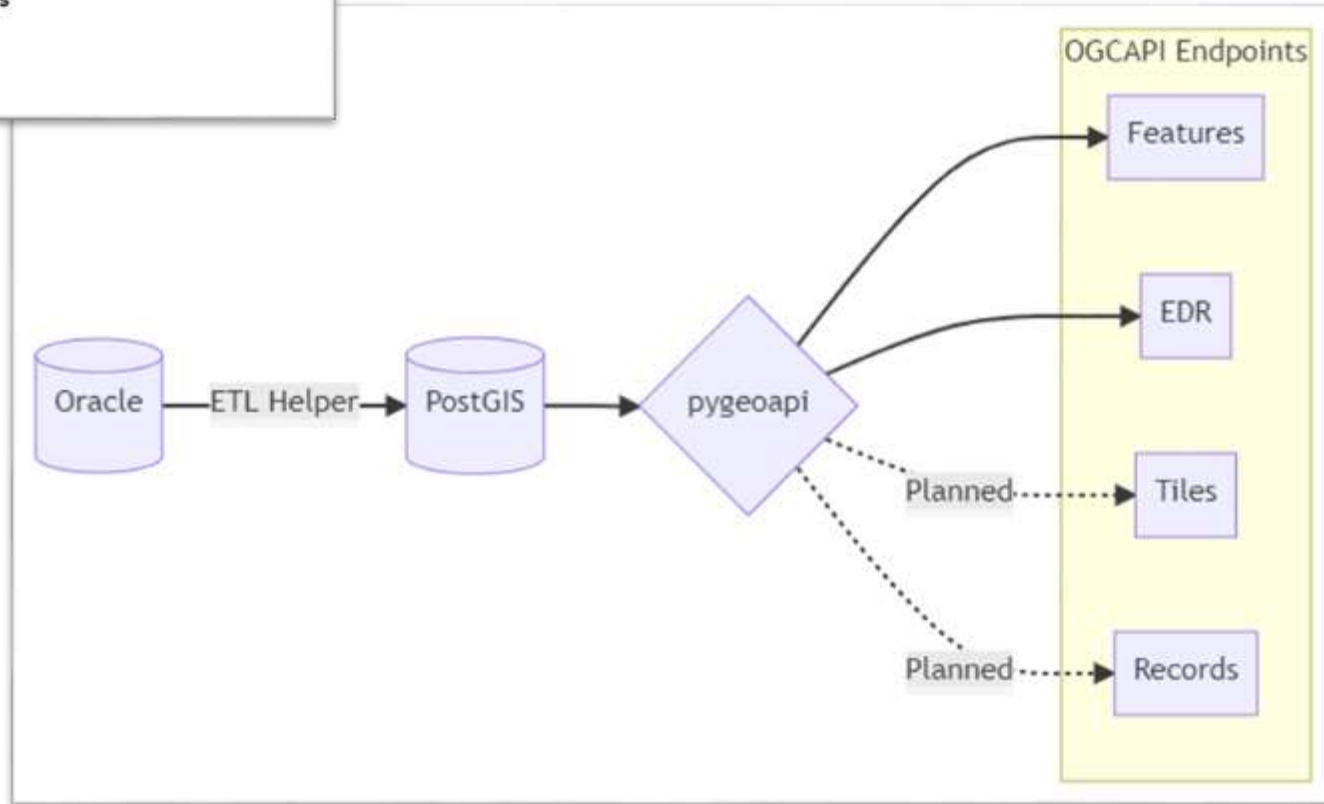 OGCAPI Endpoints
Features
EDR
Oracle
ETL Helper
PostGIS
pygeoapi
Planned
Tiles
Planned
Records